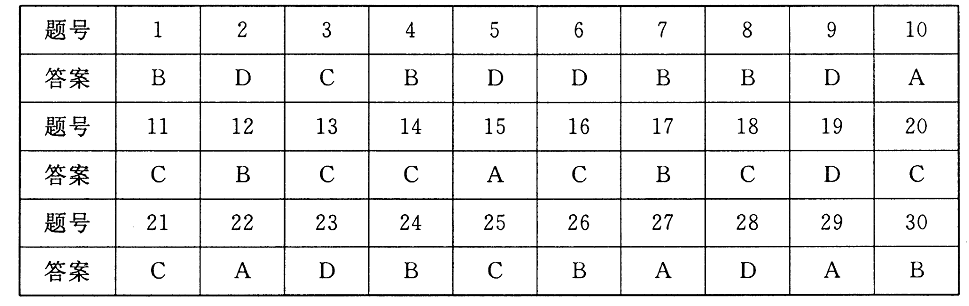 题号 1 2 3 4 5 6 7 8 9 10
答案 B D C B D D B B D A
题号 11 12 13 14 15 16 17 18 19 20
答案 C B C C A C B C D C
题号 21 22 23 24 25 26 27 28 29 30
答案 C A D B C B A D A B